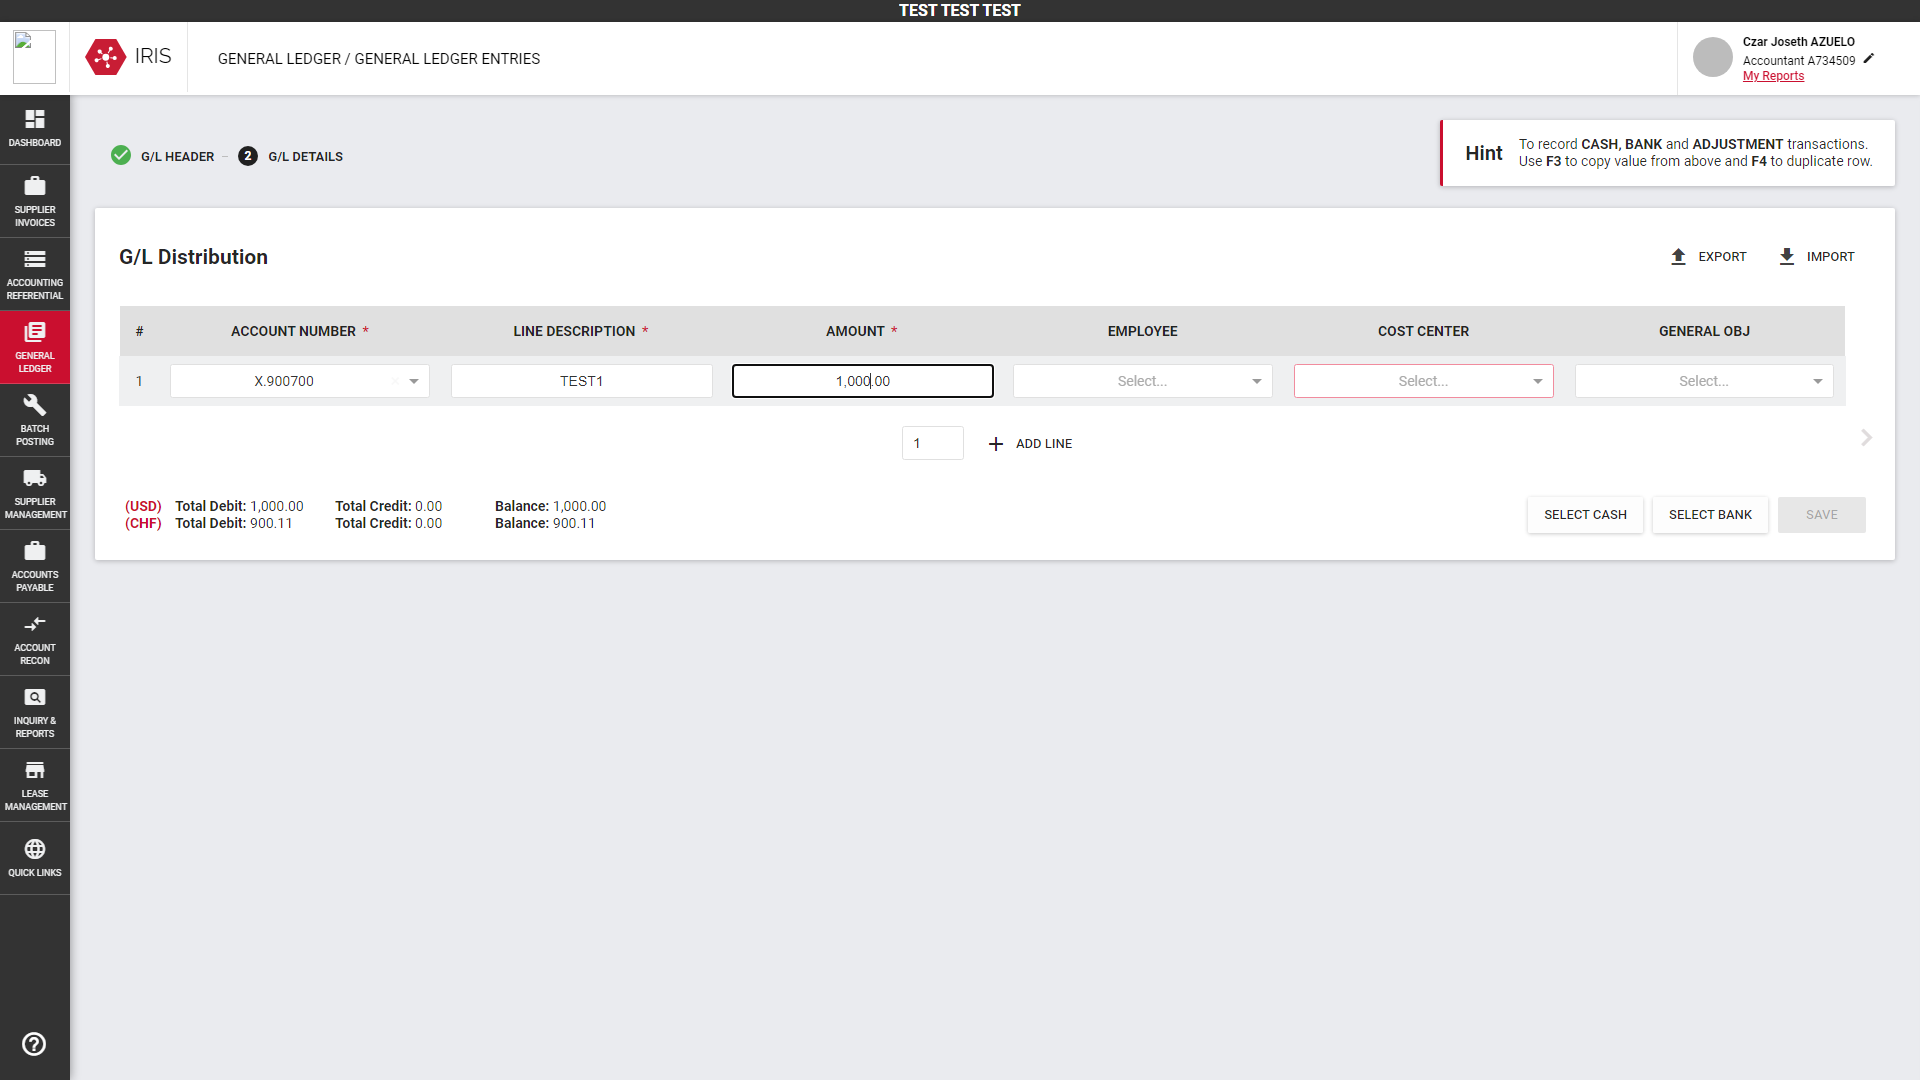 TEST TEST TEST
IRIS
GENERAL LEDGER / GENERAL LEDGER ENTRIES
Czar Joseth AZUELO
Accountant A734509
My Reports
DASHBOARD
SUPPLIER
INVOICES
ACCOUNTING
REFERENTIAL
GENERAL
LEDGER
BATCH
POSTING
SUPPLIER
MANAGEMENT
ACCOUNTS
PAYABLE
ACCOUNT
RECON
INQUIRY &
REPORTS
LEASE
MANAGEMENT
QUICK LINKS
G/L HEADER – 2 G/L DETAILS
Hint
To record CASH, BANK and ADJUSTMENT transactions.
Use F3 to copy value from above and F4 to duplicate row.
G/L Distribution
EXPORT IMPORT
# ACCOUNT NUMBER * LINE DESCRIPTION * AMOUNT * EMPLOYEE COST CENTER GENERAL OBJ
1 X.900700 TEST1 1,000.00 Select... Select... Select...
1 ADD LINE
(USD) Total Debit: 1,000.00 Total Credit: 0.00 Balance: 1,000.00
(CHF) Total Debit: 900.11 Total Credit: 0.00 Balance: 900.11
SELECT CASH SELECT BANK SAVE